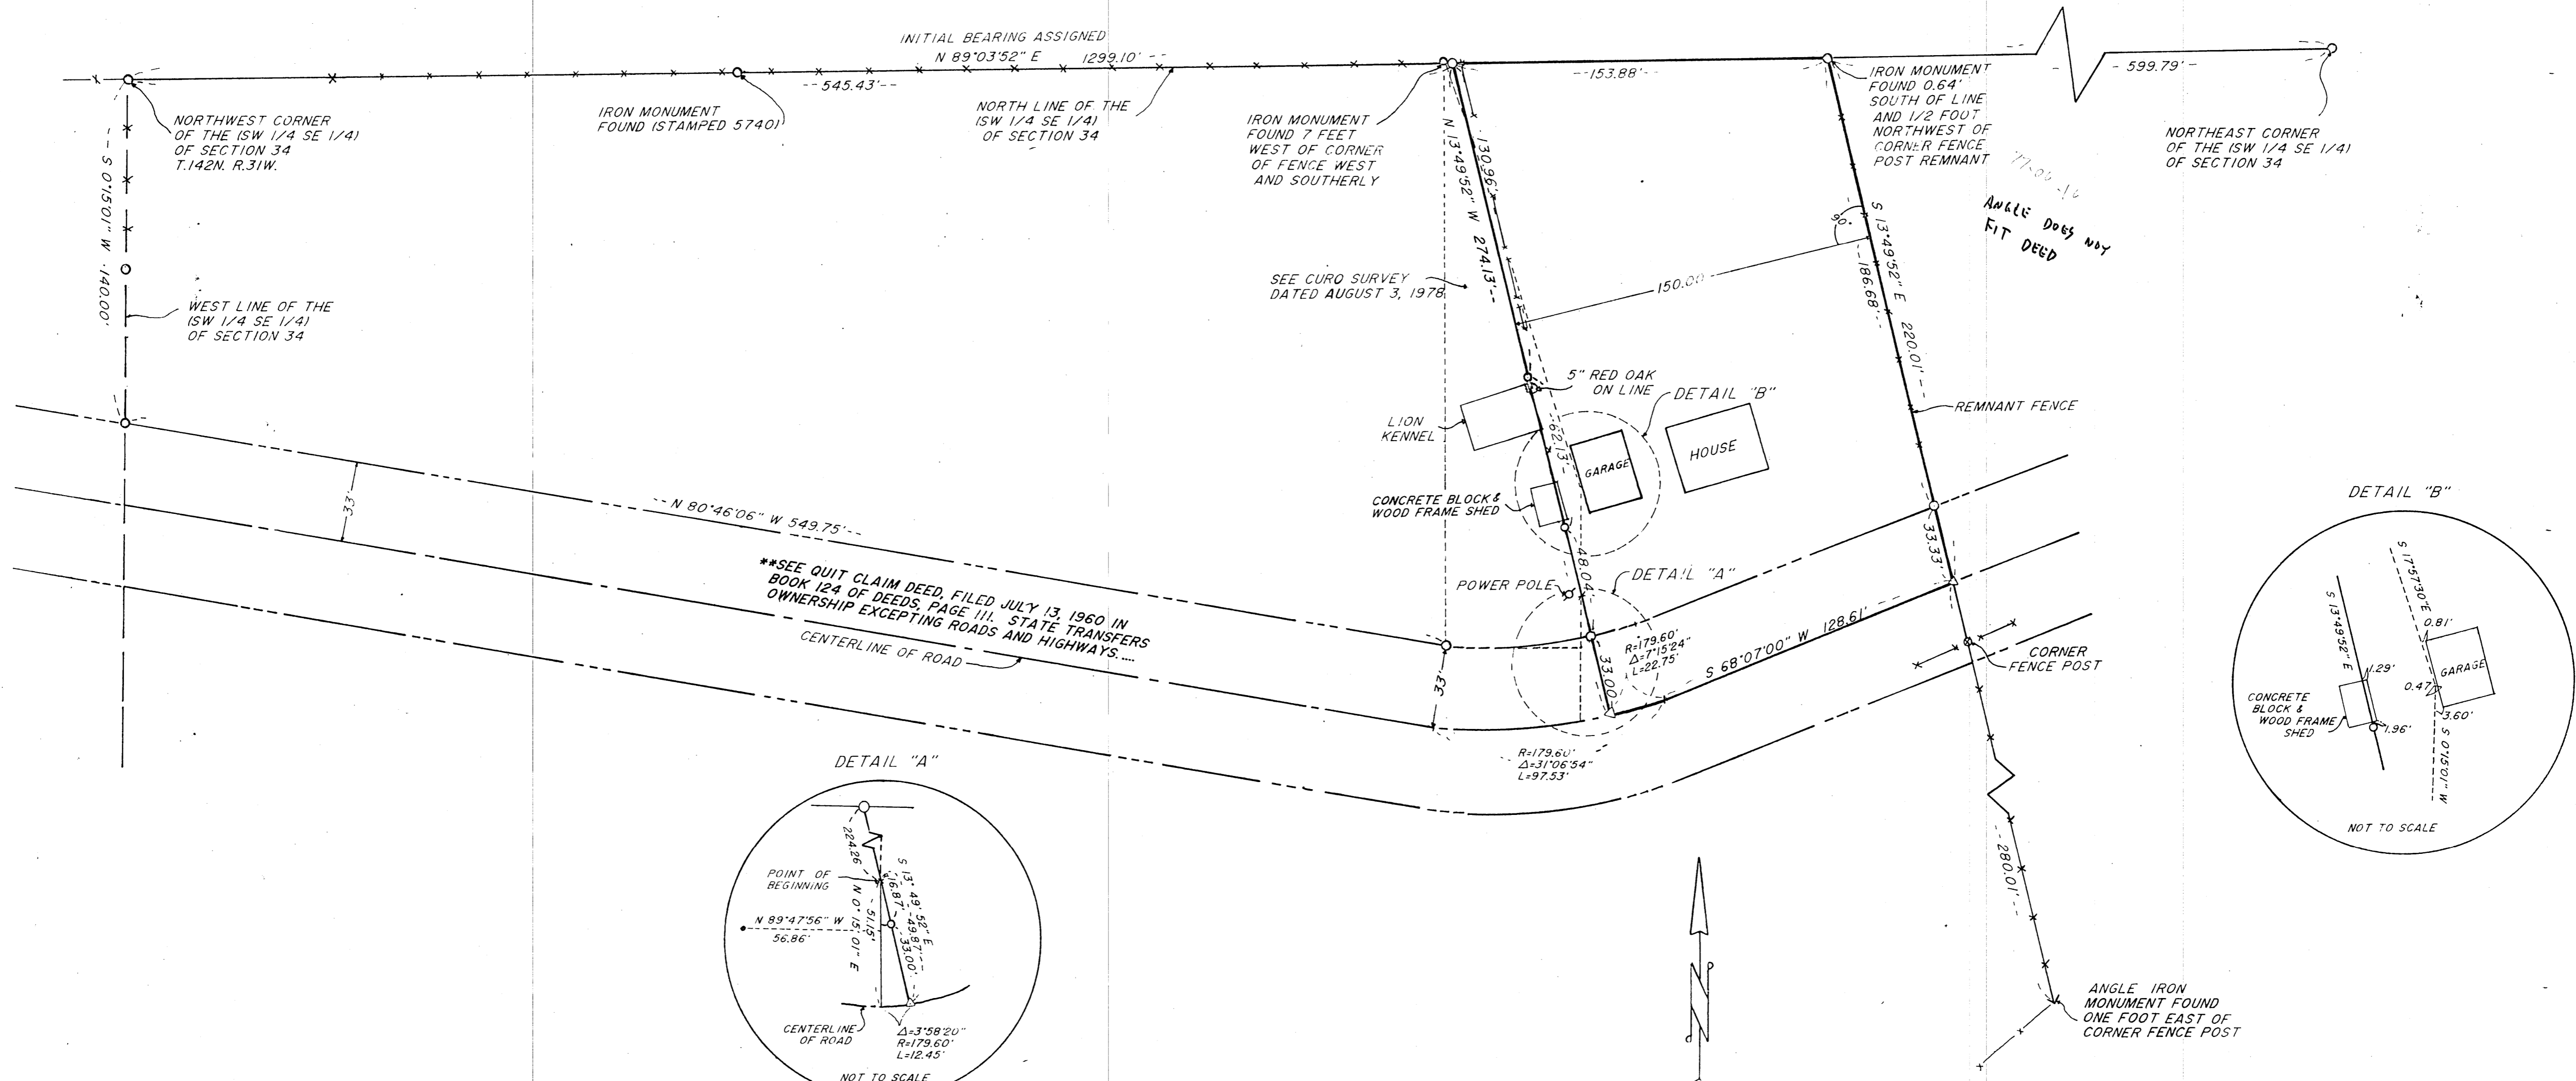 INITIAL BEARING ASSIGNED
N 89°03'52" E 1299.10'
545.43'
153.88'
599.79'
NORTHWEST CORNER
OF THE (SW 1/4 SE 1/4)
OF SECTION 34
T.142N. R.31W.
IRON MONUMENT
FOUND (STAMPED 5740)
NORTH LINE OF THE
(SW 1/4 SE 1/4)
OF SECTION 34
IRON MONUMENT
FOUND 7 FEET
WEST OF CORNER
OF FENCE WEST
AND SOUTHERLY
IRON MONUMENT
FOUND 0.64'
SOUTH OF LINE
AND 1/2 FOOT
NORTHWEST OF
CORNER FENCE
POST REMNANT
NORTHEAST CORNER
OF THE (SW 1/4 SE 1/4)
OF SECTION 34
ANGLE DOES NOT
FIT DEED
S 0°15'01" W 140.00'
WEST LINE OF THE
(SW 1/4 SE 1/4)
OF SECTION 34
N 13°49'52" W 274.13'
130.96'
SEE CURO SURVEY
DATED AUGUST 3, 1978
150.00
90°
S 13°49'52" E 220.01'
186.68'
5" RED OAK
ON LINE
DETAIL "B"
LION
KENNEL
62.13'
GARAGE
HOUSE
REMNANT FENCE
CONCRETE BLOCK &
WOOD FRAME SHED
48.04'
POWER POLE
DETAIL "A"
33'
N 80°46'06" W 549.75'
**SEE QUIT CLAIM DEED, FILED JULY 13, 1960 IN
BOOK 124 OF DEEDS, PAGE 111. STATE TRANSFERS
OWNERSHIP EXCEPTING ROADS AND HIGHWAYS....
CENTERLINE OF ROAD
33'
33.00'
R=179.60'
Δ=7°15'24"
L=22.75'
S 68°07'00" W 128.61'
33.33'
CORNER
FENCE POST
R=179.60'
Δ=31°06'54"
L=97.53'
280.01'
ANGLE IRON
MONUMENT FOUND
ONE FOOT EAST OF
CORNER FENCE POST
DETAIL "A"
224.26'
POINT OF
BEGINNING
N 89°47'56" W
56.86'
51.15'
N 0°15'01" E
16.87'
S 13°49'52" E
49.87'
33.00'
CENTERLINE
OF ROAD
Δ=3°58'20"
R=179.60'
L=12.45'
NOT TO SCALE
N
DETAIL "B"
S 17°57'30" E
S 13°49'52" E
0.81'
1.29'
GARAGE
0.47'
CONCRETE
BLOCK &
WOOD FRAME
SHED
3.60'
1.96'
S 0°15'01" W
NOT TO SCALE